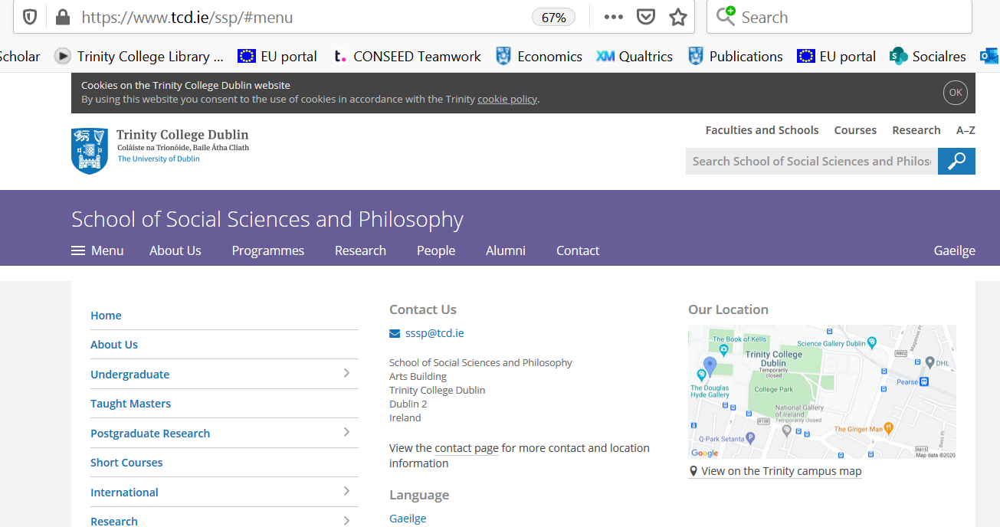 https://www.tcd.ie/ssp/#menu
67%
Search
Scholar
Trinity College Library ...
EU portal
t.
CONSEED Teamwork
Economics
XM Qualtrics
Publications
EU portal
S Socialres
Cookies on the Trinity College Dublin website
By using this website you consent to the use of cookies in accordance with the Trinity cookie policy.
OK
Trinity College Dublin
Coláiste na Tríonóide, Baile Átha Cliath
The University of Dublin
Faculties and Schools
Courses
Research
A–Z
Search School of Social Sciences and Philos
School of Social Sciences and Philosophy
Menu
About Us
Programmes
Research
People
Alumni
Contact
Gaeilge
Home
About Us
Undergraduate
Taught Masters
Postgraduate Research
Short Courses
International
Research
Contact Us
sssp@tcd.ie
School of Social Sciences and Philosophy
Arts Building
Trinity College Dublin
Dublin 2
Ireland
View the contact page for more contact and location
information
Language
Gaeilge
Our Location
The Book of Kells
Science Gallery Dublin
Trinity College
Dublin
Temporarily
closed
R802
DHL
Pearse
The Douglas
Hyde Gallery
College Park
National Gallery
of Ireland
Temporarily closed
R138
The Ginger Man
Q-Park Setanta
P
R815
Google
Map data ©2020
View on the Trinity campus map